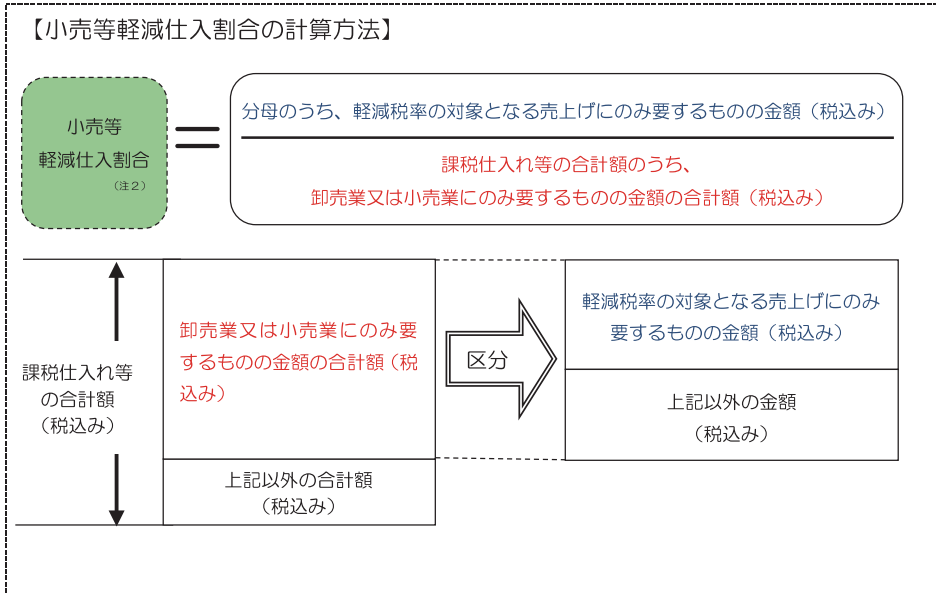 【小売等軽減仕入割合の計算方法】
小売等
軽減仕入割合
（注２）
分母のうち、軽減税率の対象となる売上げにのみ要するものの金額（税込み）
課税仕入れ等の合計額のうち、
卸売業又は小売業にのみ要するものの金額の合計額（税込み）
課税仕入れ等
の合計額
（税込み）
卸売業又は小売業にのみ要
するものの金額の合計額（税
込み）
上記以外の合計額
（税込み）
区分
軽減税率の対象となる売上げにのみ
要するものの金額（税込み）
上記以外の金額
（税込み）